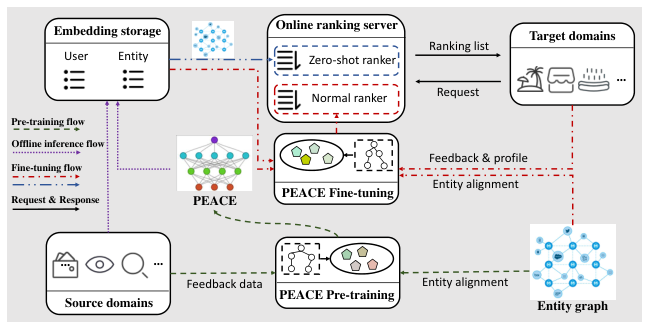 Embedding storage
User
Entity
Online ranking server
Zero-shot ranker
Normal ranker
Ranking list
Request
Target domains
...
Pre-training flow
Offline inference flow
Fine-tuning flow
Request & Response
PEACE
PEACE Fine-tuning
Feedback & profile
Entity alignment
...
Source domains
Feedback data
PEACE Pre-training
Entity alignment
Entity graph